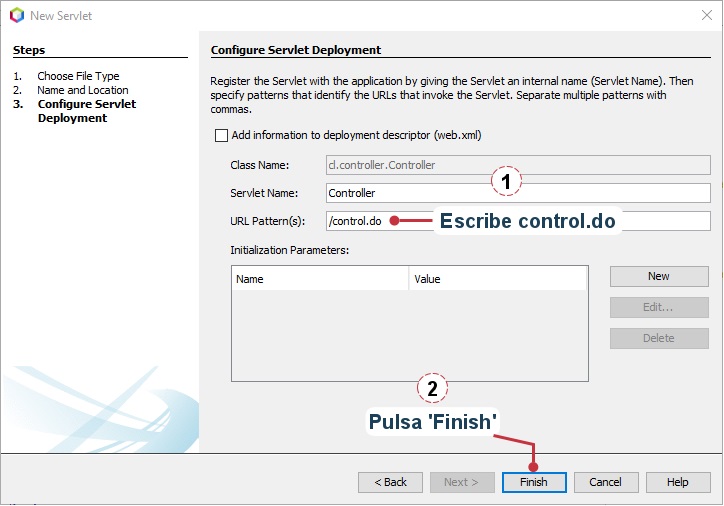 New Servlet
Steps
1. Choose File Type
2. Name and Location
3. Configure Servlet
Deployment
Configure Servlet Deployment
Register the Servlet with the application by giving the Servlet an internal name (Servlet Name). Then
specify patterns that identify the URLs that invoke the Servlet. Separate multiple patterns with
commas.
Add information to deployment descriptor (web.xml)
Class Name: cl.controller.Controller
1
Servlet Name: Controller
URL Pattern(s): /control.do Escribe control.do
Initialization Parameters:
Name Value
New
Edit...
Delete
2
Pulsa 'Finish'
< Back Next > Finish Cancel Help